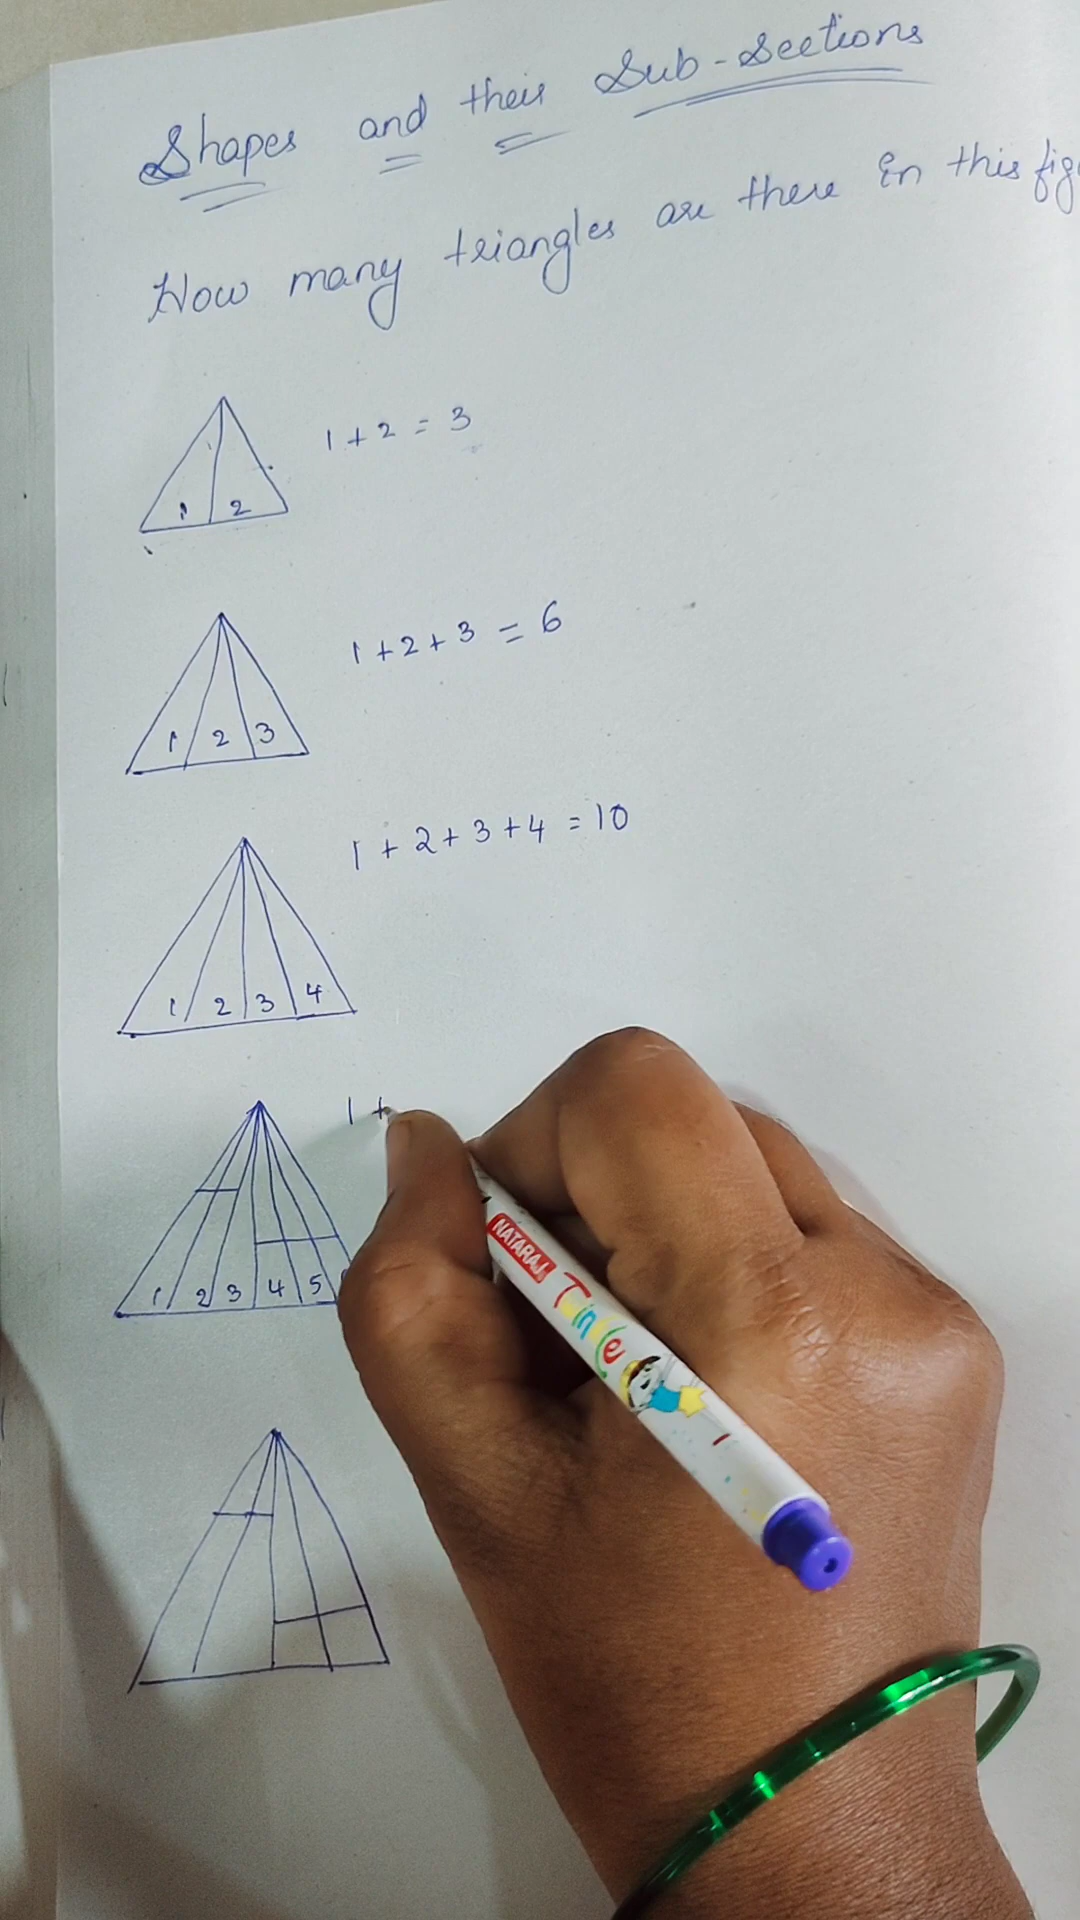 Shapes and their Sub-Sections
How many triangles are there in this
1 + 2 = 3
1 2
1 + 2 + 3 = 6
1 2 3
1 + 2 + 3 + 4 = 10
1 2 3 4
1 +
1 2 3 4 5
NATARAJ
Twinkle